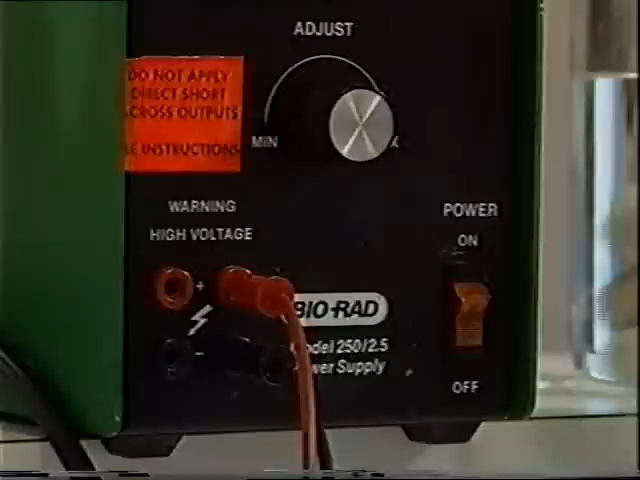 ADJUST
DO NOT APPLY
DIRECT SHORT
ACROSS OUTPUTS
INSTRUCTIONS
MIN
WARNING
HIGH VOLTAGE
POWER
ON
+
BIO-RAD
Model 250/2.5
Power Supply
-
OFF